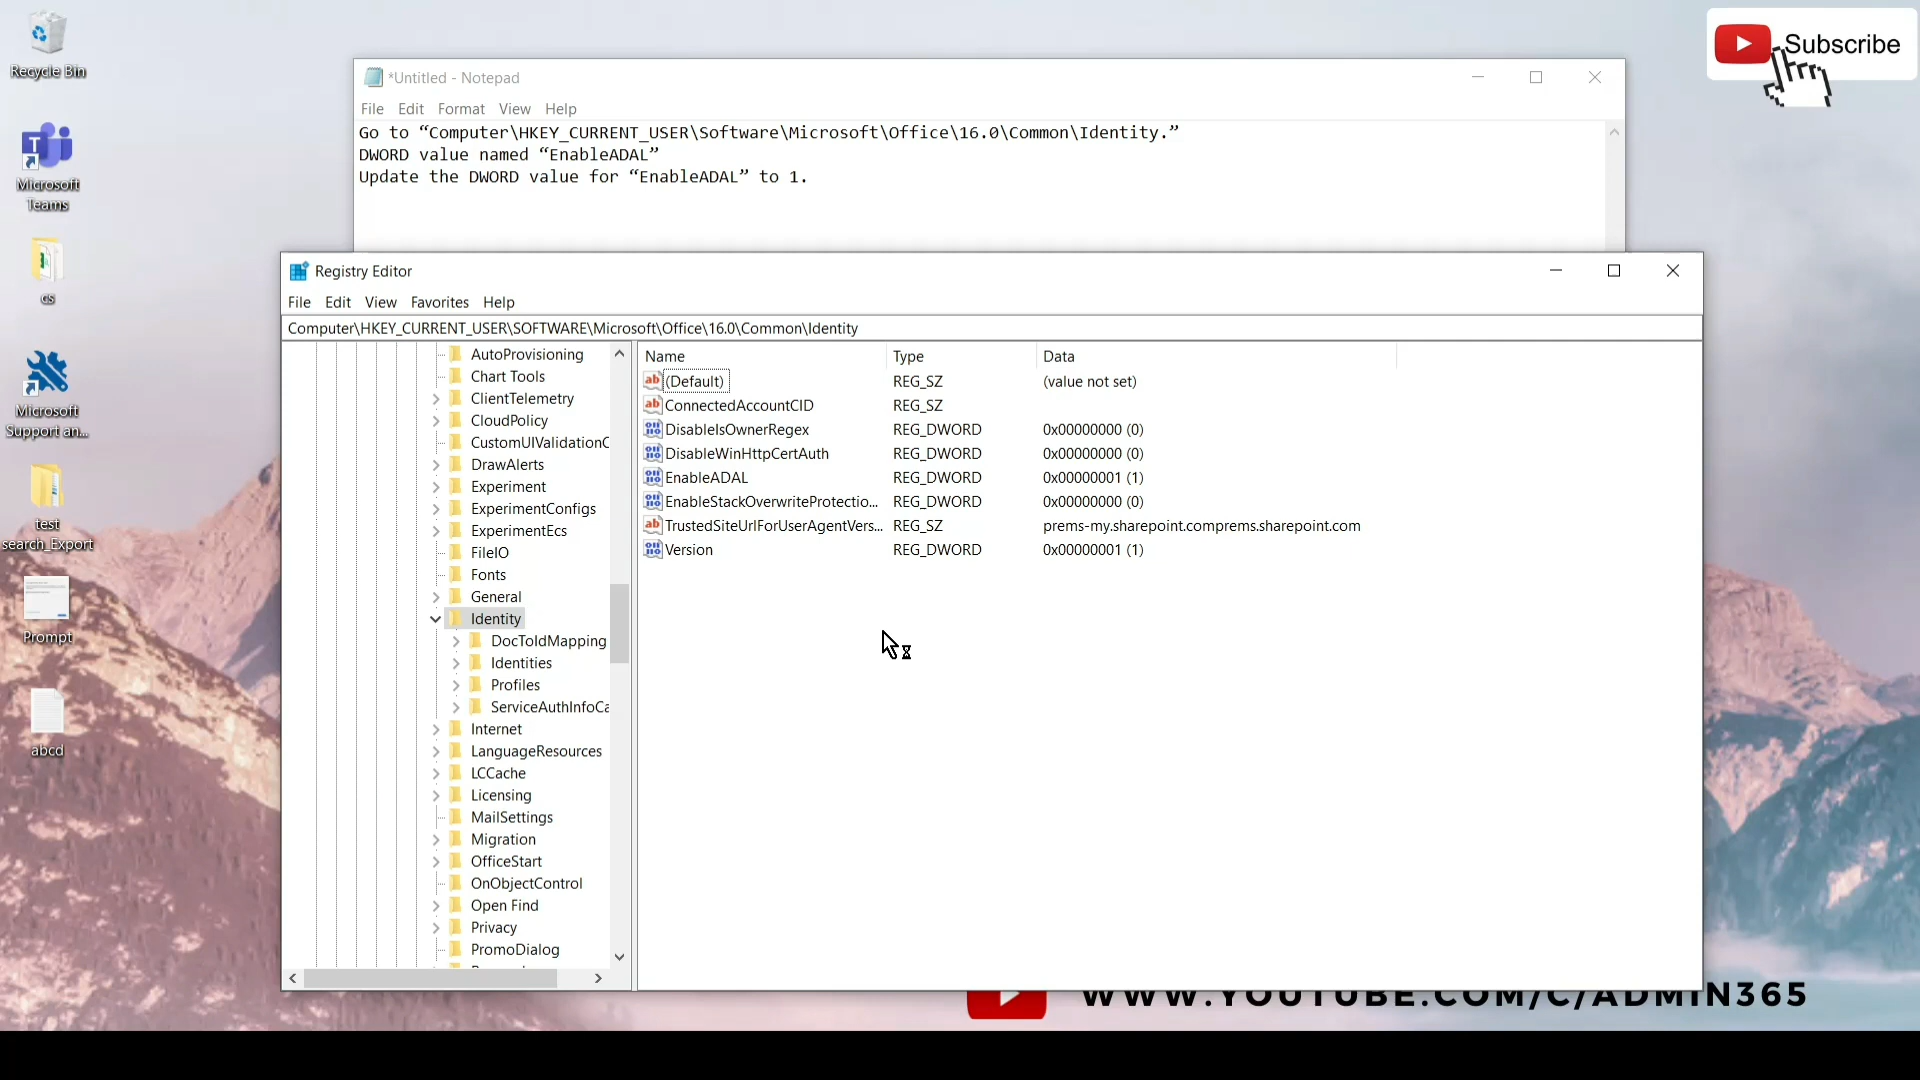 Recycle Bin
Microsoft
Teams
cs
Microsoft
Support an...
test
search_Export
Prompt
abcd
Subscribe
*Untitled - Notepad
File Edit Format View Help
Go to “Computer\HKEY_CURRENT_USER\Software\Microsoft\Office\16.0\Common\Identity.”
DWORD value named “EnableADAL”
Update the DWORD value for “EnableADAL” to 1.
Registry Editor
File Edit View Favorites Help
Computer\HKEY_CURRENT_USER\SOFTWARE\Microsoft\Office\16.0\Common\Identity
AutoProvisioning
Chart Tools
ClientTelemetry
CloudPolicy
CustomUIValidationC
DrawAlerts
Experiment
ExperimentConfigs
ExperimentEcs
FileIO
Fonts
General
Identity
DocToIdMapping
Identities
Profiles
ServiceAuthInfoCa
Internet
LanguageResources
LCCache
Licensing
MailSettings
Migration
OfficeStart
OnObjectControl
Open Find
Privacy
PromoDialog
Name Type Data
(Default) REG_SZ (value not set)
ConnectedAccountCID REG_SZ
DisableIsOwnerRegex REG_DWORD 0x00000000 (0)
DisableWinHttpCertAuth REG_DWORD 0x00000000 (0)
EnableADAL REG_DWORD 0x00000001 (1)
EnableStackOverwriteProtectio... REG_DWORD 0x00000000 (0)
TrustedSiteUrlForUserAgentVers... REG_SZ prems-my.sharepoint.comprems.sharepoint.com
Version REG_DWORD 0x00000001 (1)
WWW.YOUTUBE.COM/C/ADMIN365